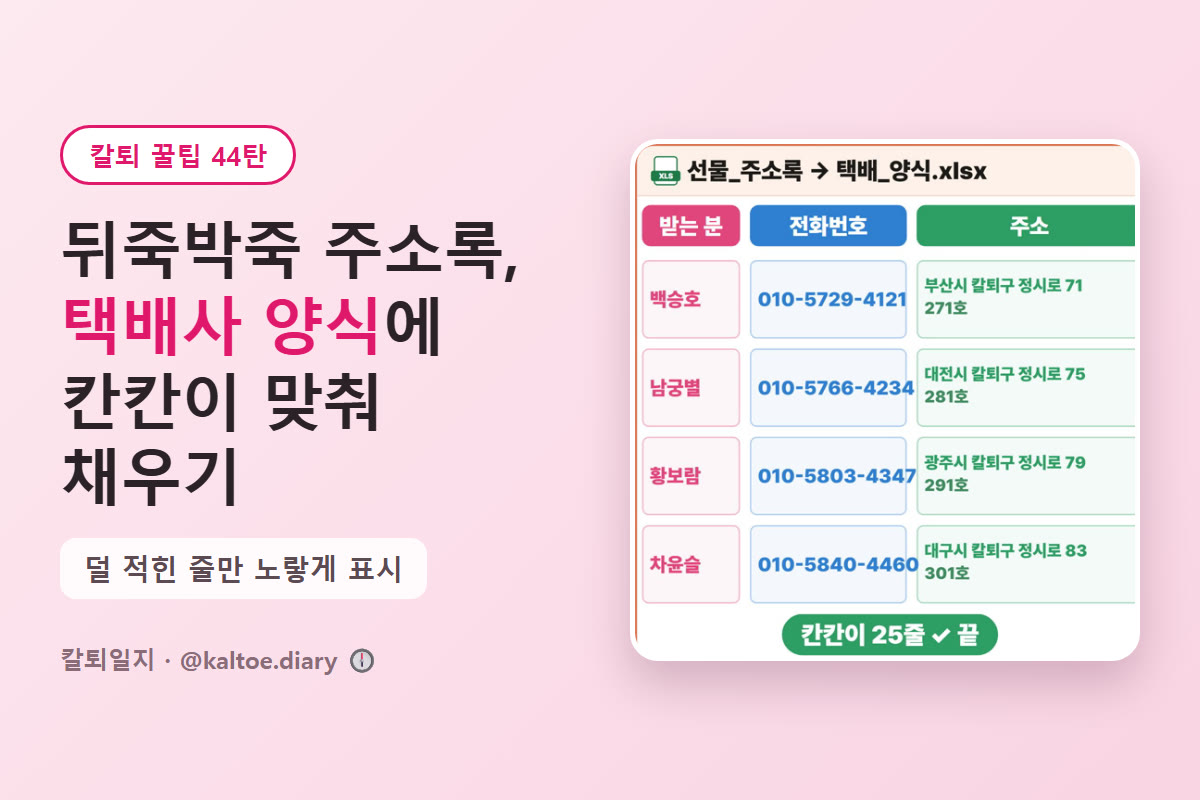 칼퇴 꿀팁 44탄
뒤죽박죽 주소록,
택배사 양식에
칸칸이 맞춰
채우기
덜 적힌 줄만 노랗게 표시
칼퇴일지 · @kaltoe.diary
XLS 선물_주소록 → 택배_양식.xlsx
받는 분 전화번호 주소
백승호 010-5729-4121 부산시 칼퇴구 정시로 71
271호
남궁별 010-5766-4234 대전시 칼퇴구 정시로 75
281호
황보람 010-5803-4347 광주시 칼퇴구 정시로 79
291호
차윤슬 010-5840-4460 대구시 칼퇴구 정시로 83
301호
칸칸이 25줄 ✓ 끝